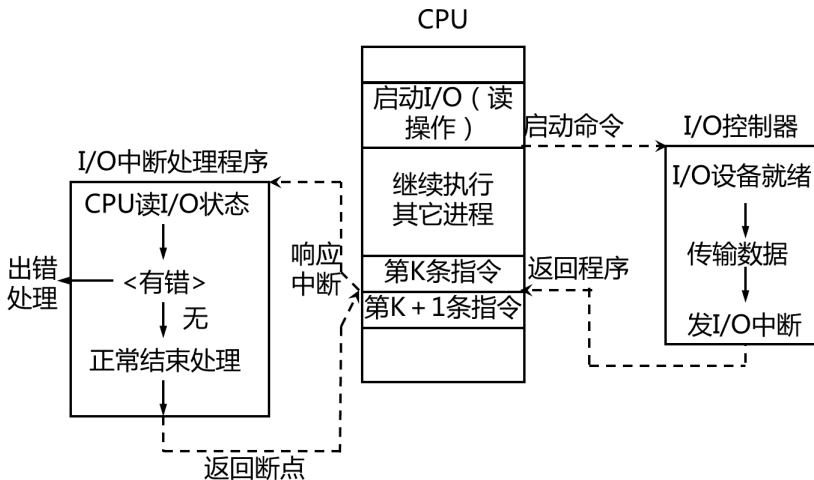 CPU
启动I/O（读
操作）
启动命令
I/O控制器
I/O中断处理程序
I/O设备就绪
CPU读I/O状态
继续执行
其它进程
响应
中断
传输数据
出错
处理
<有错>
第K条指令
返回程序
无
第K＋1条指令
发I/O中断
正常结束处理
返回断点